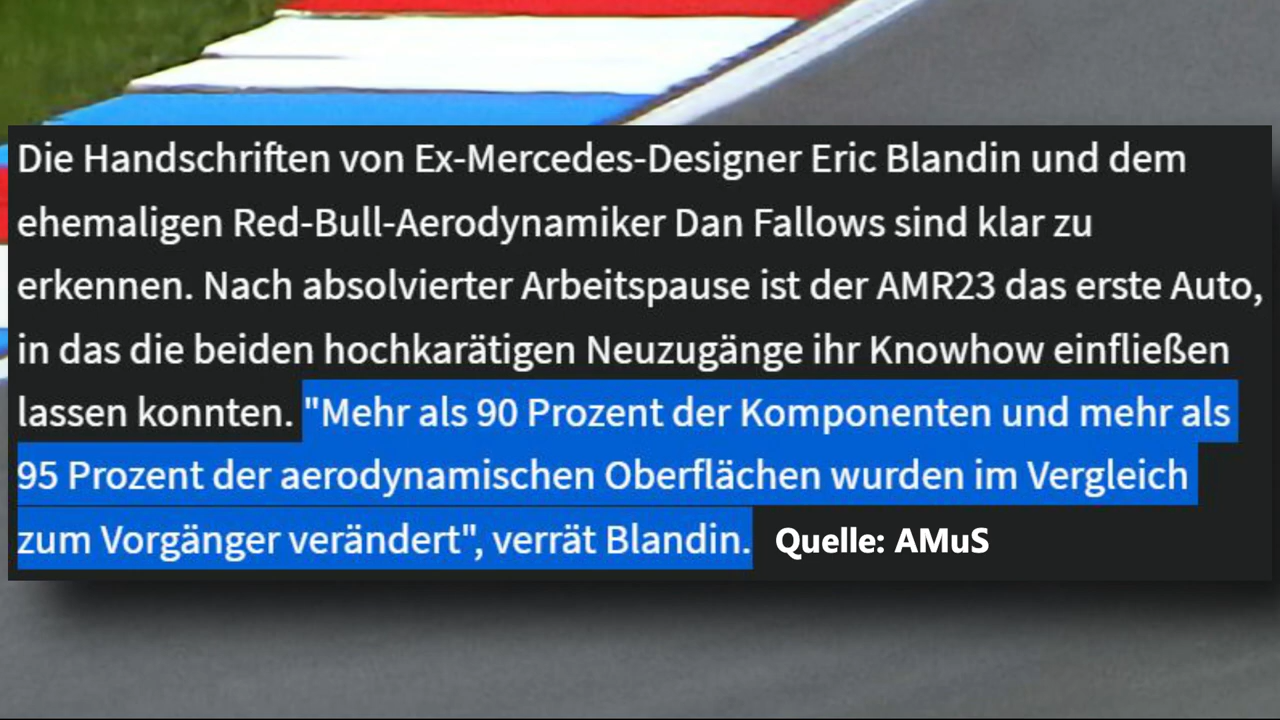 Die Handschriften von Ex-Mercedes-Designer Eric Blandin und dem
ehemaligen Red-Bull-Aerodynamiker Dan Fallows sind klar zu
erkennen. Nach absolvierter Arbeitspause ist der AMR23 das erste Auto,
in das die beiden hochkarätigen Neuzugänge ihr Knowhow einfließen
lassen konnten. "Mehr als 90 Prozent der Komponenten und mehr als
95 Prozent der aerodynamischen Oberflächen wurden im Vergleich
zum Vorgänger verändert", verrät Blandin. Quelle: AMuS